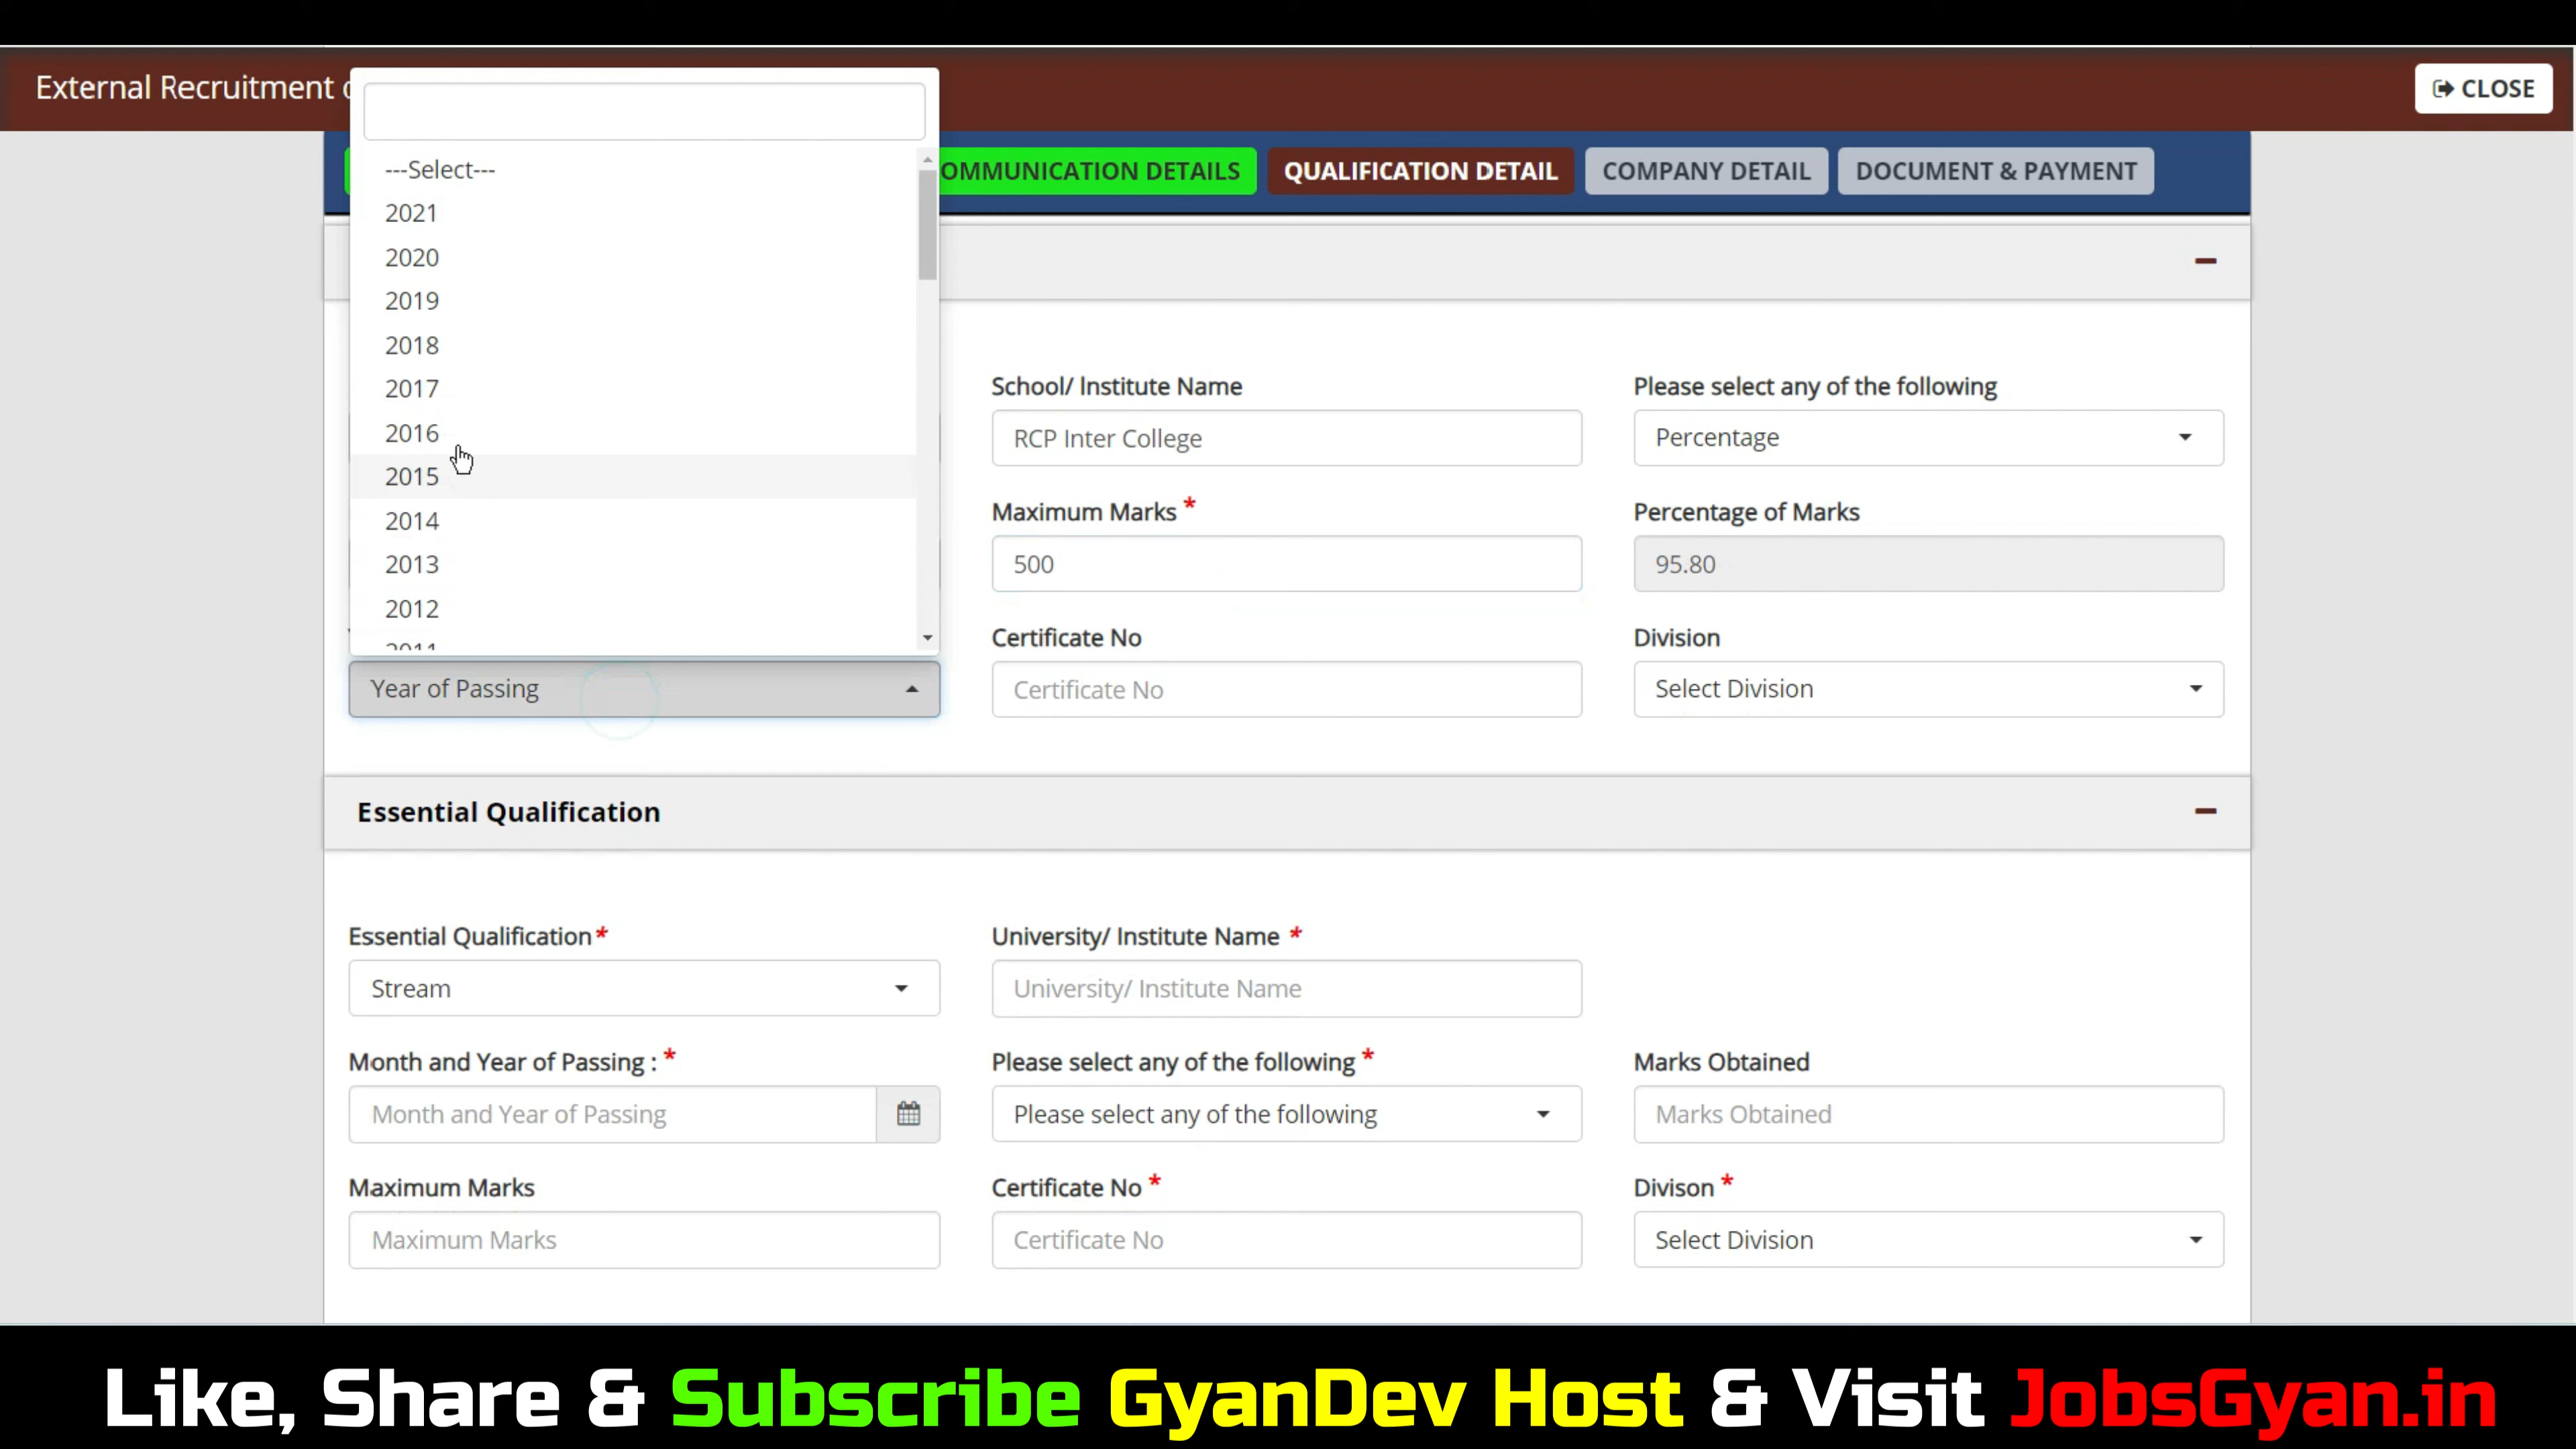 External Recruitment
CLOSE
OMMUNICATION DETAILS
QUALIFICATION DETAIL
COMPANY DETAIL
DOCUMENT & PAYMENT
---Select---
2021
2020
2019
2018
2017
2016
2015
2014
2013
2012
2011
Year of Passing
School/ Institute Name
RCP Inter College
Please select any of the following
Percentage
Maximum Marks *
500
Percentage of Marks
95.80
Certificate No
Certificate No
Division
Select Division
Essential Qualification
Essential Qualification*
Stream
University/ Institute Name *
University/ Institute Name
Month and Year of Passing : *
Month and Year of Passing
Please select any of the following *
Please select any of the following
Marks Obtained
Marks Obtained
Maximum Marks
Maximum Marks
Certificate No *
Certificate No
Divison *
Select Division
Like, Share & Subscribe GyanDev Host & Visit JobsGyan.in